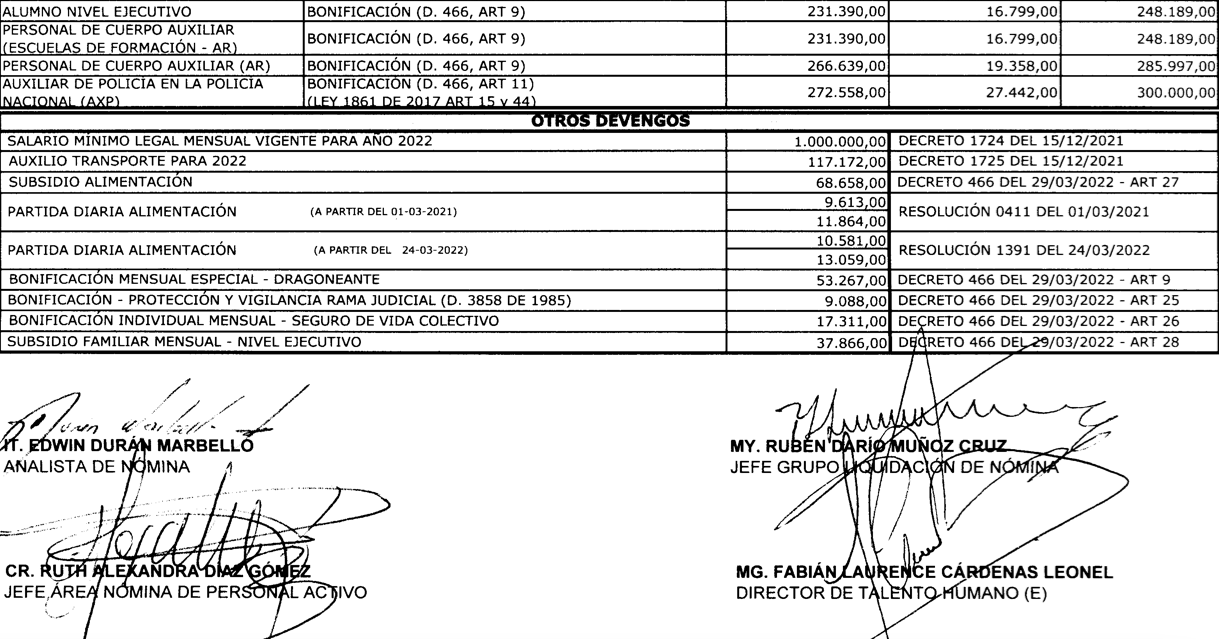 ALUMNO NIVEL EJECUTIVO BONIFICACIÓN (D. 466, ART 9) 231.390,00 16.799,00 248.189,00
PERSONAL DE CUERPO AUXILIAR
(ESCUELAS DE FORMACIÓN - AR) BONIFICACIÓN (D. 466, ART 9) 231.390,00 16.799,00 248.189,00
PERSONAL DE CUERPO AUXILIAR (AR) BONIFICACIÓN (D. 466, ART 9) 266.639,00 19.358,00 285.997,00
AUXILIAR DE POLICÍA EN LA POLICÍA BONIFICACIÓN (D. 466, ART 11)
NACIONAL (AXP) (LEY 1861 DE 2017 ART 15 y 44) 272.558,00 27.442,00 300.000,00
OTROS DEVENGOS
SALARIO MÍNIMO LEGAL MENSUAL VIGENTE PARA AÑO 2022 1.000.000,00 DECRETO 1724 DEL 15/12/2021
AUXILIO TRANSPORTE PARA 2022 117.172,00 DECRETO 1725 DEL 15/12/2021
SUBSIDIO ALIMENTACIÓN 68.658,00 DECRETO 466 DEL 29/03/2022 - ART 27
PARTIDA DIARIA ALIMENTACIÓN (A PARTIR DEL 01-03-2021) 9.613,00
11.864,00 RESOLUCIÓN 0411 DEL 01/03/2021
PARTIDA DIARIA ALIMENTACIÓN (A PARTIR DEL 24-03-2022) 10.581,00
13.059,00 RESOLUCIÓN 1391 DEL 24/03/2022
BONIFICACIÓN MENSUAL ESPECIAL - DRAGONEANTE 53.267,00 DECRETO 466 DEL 29/03/2022 - ART 9
BONIFICACIÓN - PROTECCIÓN Y VIGILANCIA RAMA JUDICIAL (D. 3858 DE 1985) 9.088,00 DECRETO 466 DEL 29/03/2022 - ART 25
BONIFICACIÓN INDIVIDUAL MENSUAL - SEGURO DE VIDA COLECTIVO 17.311,00 DECRETO 466 DEL 29/03/2022 - ART 26
SUBSIDIO FAMILIAR MENSUAL - NIVEL EJECUTIVO 37.866,00 DECRETO 466 DEL 29/03/2022 - ART 28
IT. EDWIN DURÁN MARBELLO
ANALISTA DE NÓMINA
MY. RUBÉN DARÍO MUÑOZ CRUZ
JEFE GRUPO LIQUIDACIÓN DE NÓMINA
CR. RUTH ALEXANDRA DÍAZ GÓMEZ
JEFE ÁREA NÓMINA DE PERSONAL ACTIVO
MG. FABIÁN LAURENCE CÁRDENAS LEONEL
DIRECTOR DE TALENTO HUMANO (E)